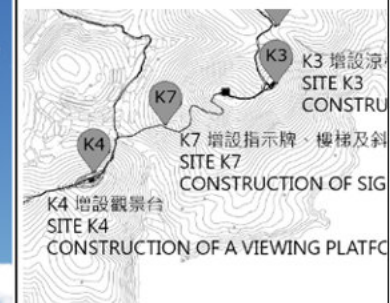 K3
K3 增設涼
SITE K3
CONSTRU
K7
K7 增設指示牌、樓梯及斜
SITE K7
CONSTRUCTION OF SIG
K4
K4 增設觀景台
SITE K4
CONSTRUCTION OF A VIEWING PLATFO